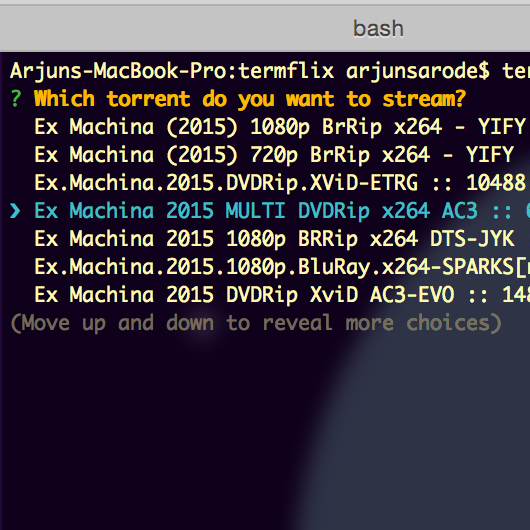 bash
Arjuns-MacBook-Pro:termflix arjunsarode$
? Which torrent do you want to stream?
Ex Machina (2015) 1080p BrRip x264 - YIFY
Ex Machina (2015) 720p BrRip x264 - YIFY
Ex.Machina.2015.DVDRip.XViD-ETRG :: 10488
❯ Ex Machina 2015 MULTI DVDRip x264 AC3 ::
Ex Machina 2015 1080p BRRip x264 DTS-JYK
Ex.Machina.2015.1080p.BluRay.x264-SPARKS[
Ex Machina 2015 DVDRip XviD AC3-EVO :: 148
(Move up and down to reveal more choices)